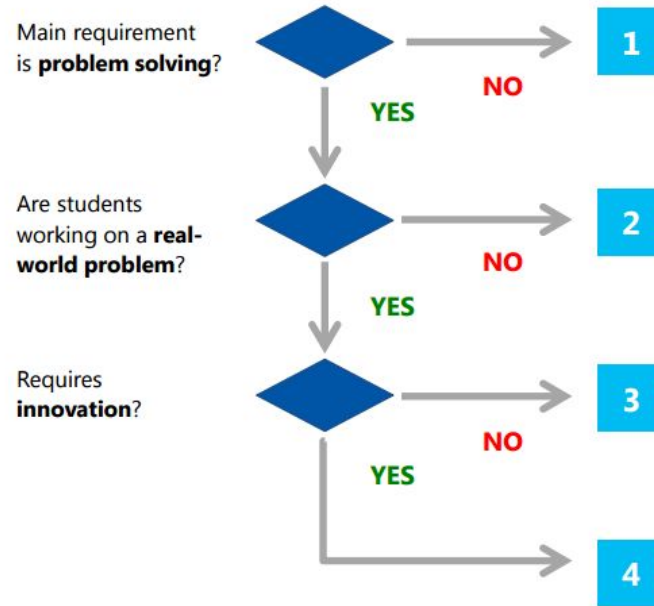 Main requirement
is problem solving?
1
NO
YES
Are students
working on a real-
world problem?
2
NO
YES
Requires
innovation?
3
NO
YES
4